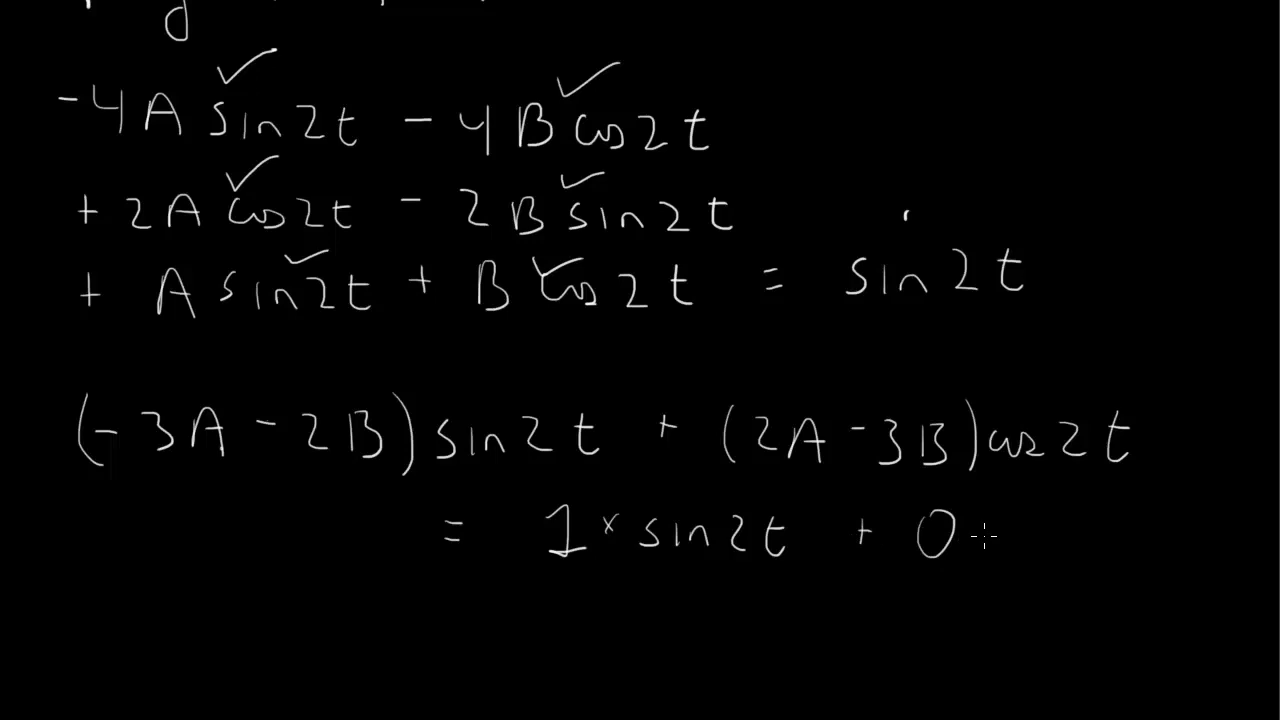 -4A sin2t - 4B cos2t
+ 2A cos2t - 2B sin2t
+ A sin2t + B cos2t = sin2t
(-3A - 2B) sin2t + (2A - 3B) cos2t
= 1 × sin2t + 0